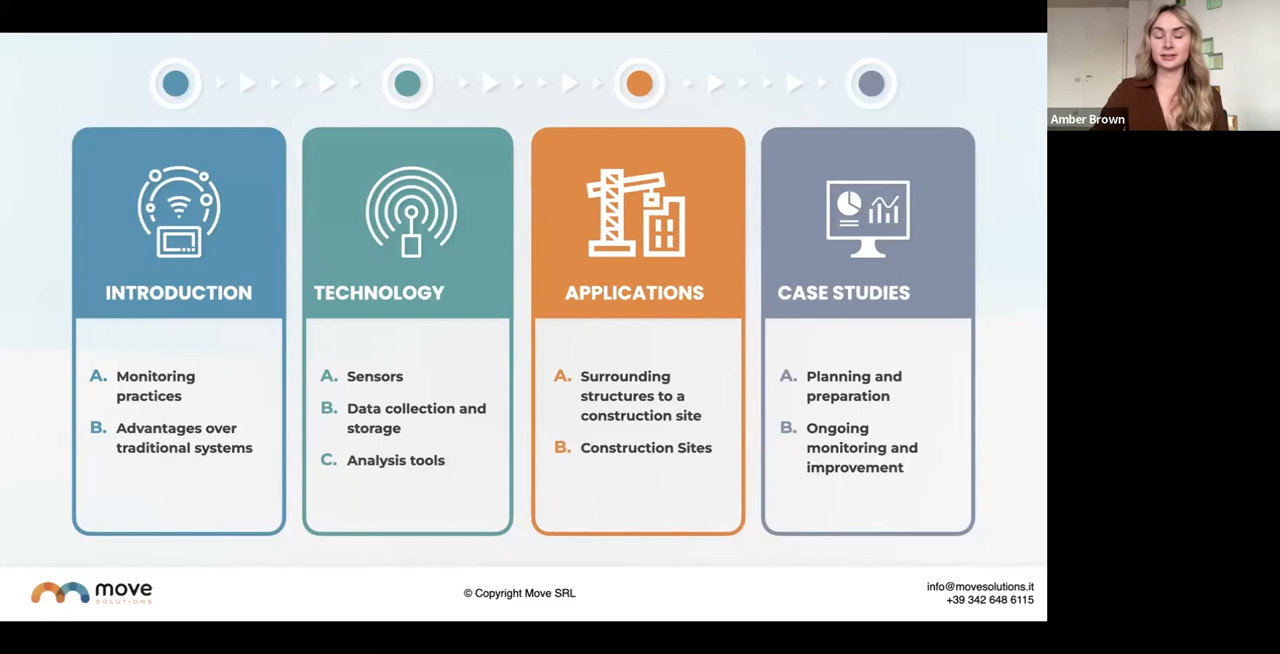 Amber Brown
INTRODUCTION
A. Monitoring
practices
B. Advantages over
traditional systems
TECHNOLOGY
A. Sensors
B. Data collection and
storage
C. Analysis tools
APPLICATIONS
A. Surrounding
structures to a
construction site
B. Construction Sites
CASE STUDIES
A. Planning and
preparation
B. Ongoing
monitoring and
improvement
move
SOLUTIONS
© Copyright Move SRL
info@movesolutions.it
+39 342 648 6115